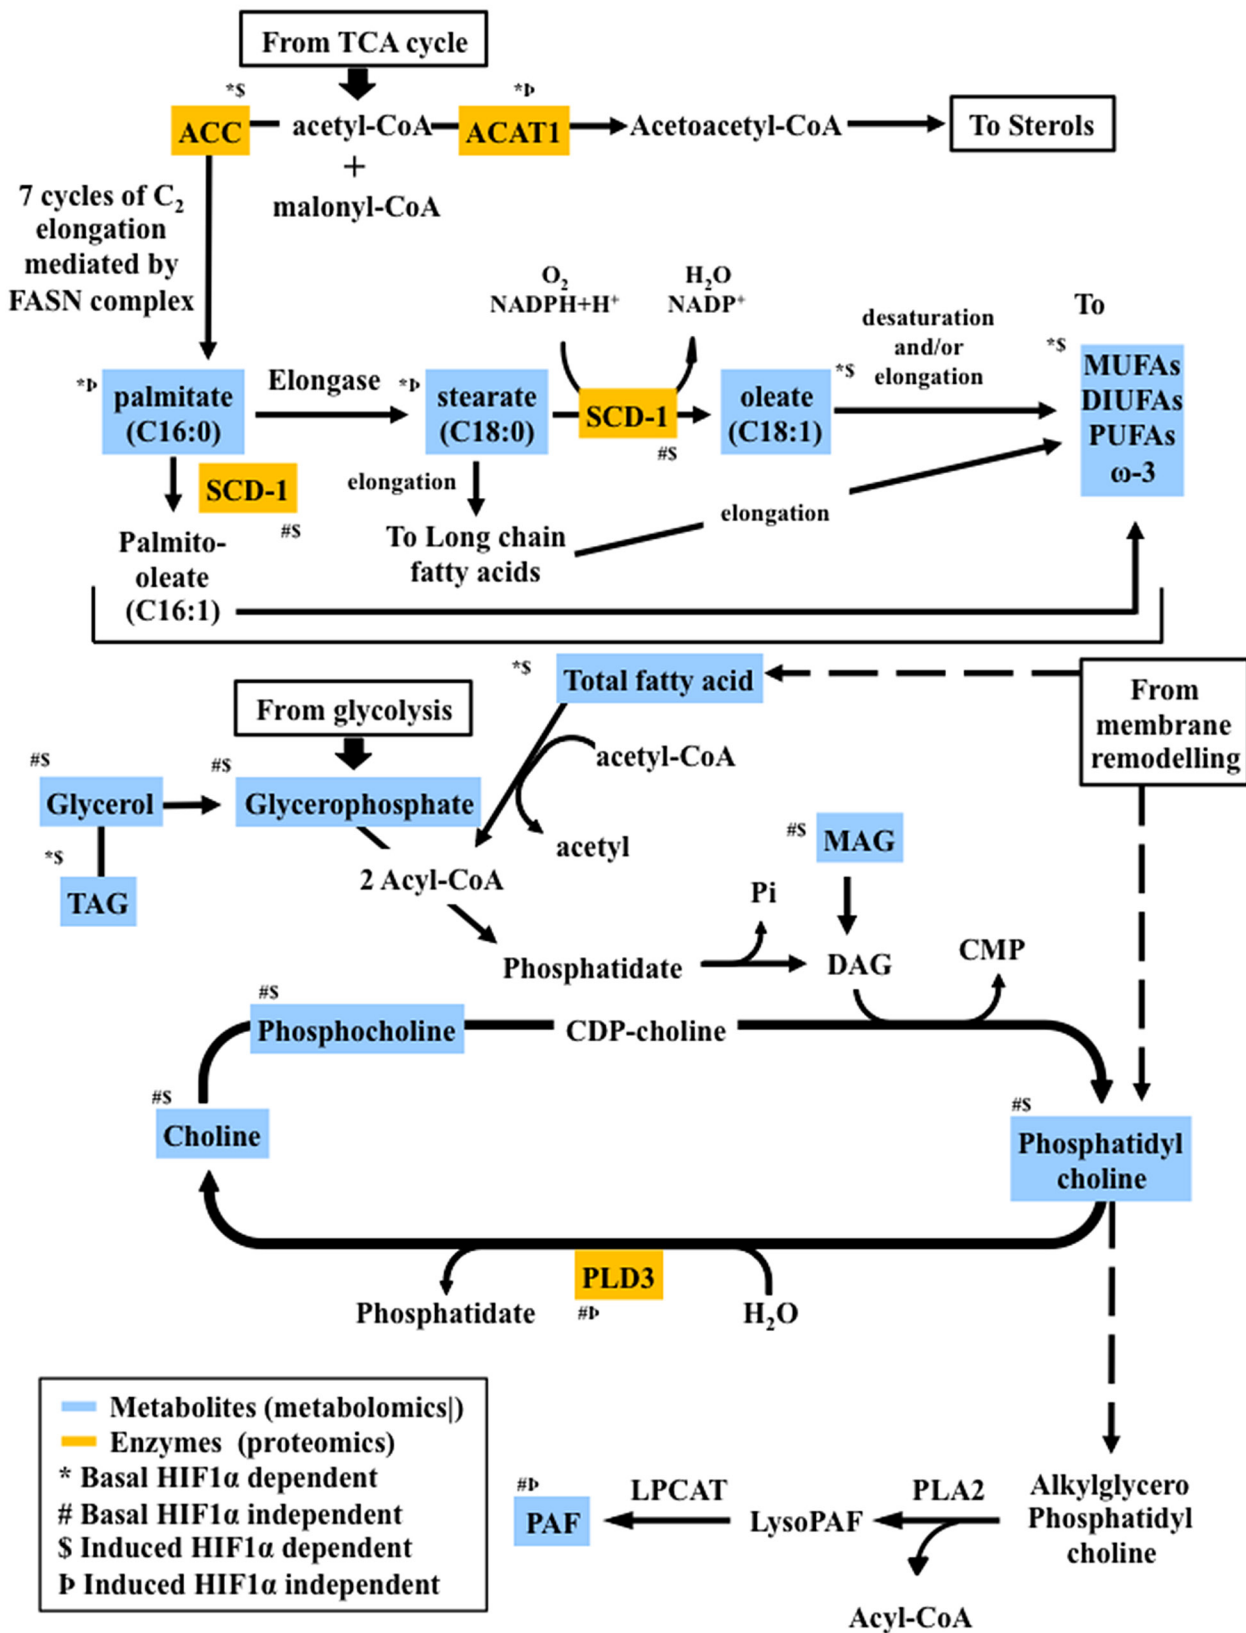 From TCA cycle
*$
*Þ
ACC
acetyl-CoA
ACAT1
Acetoacetyl-CoA
To Sterols
+
malonyl-CoA
7 cycles of C₂
elongation
mediated by
FASN complex
O₂
NADPH+H⁺
H₂O
NADP⁺
desaturation
and/or
elongation
To
*$
MUFAs
DIUFAs
PUFAs
ω-3
*Þ
palmitate
(C16:0)
Elongase
*Þ
stearate
(C18:0)
SCD-1
#$
oleate
(C18:1)
*$
SCD-1
#$
elongation
elongation
Palmito-
oleate
(C16:1)
To Long chain
fatty acids
*$
Total fatty acid
From
membrane
remodelling
From glycolysis
acetyl-CoA
acetyl
#$
Glycerol
#$
Glycerophosphate
*$
TAG
2 Acyl-CoA
#$
MAG
Pi
Phosphatidate
DAG
CMP
#$
Phosphocholine
CDP-choline
#$
Choline
#$
Phosphatidyl
choline
PLD3
#Þ
Phosphatidate
H₂O
Metabolites (metabolomics|)
Enzymes (proteomics)
* Basal HIF1α dependent
# Basal HIF1α independent
$ Induced HIF1α dependent
Þ Induced HIF1α independent
#Þ
PAF
LPCAT
LysoPAF
PLA2
Alkylglycero
Phosphatidyl
choline
Acyl-CoA